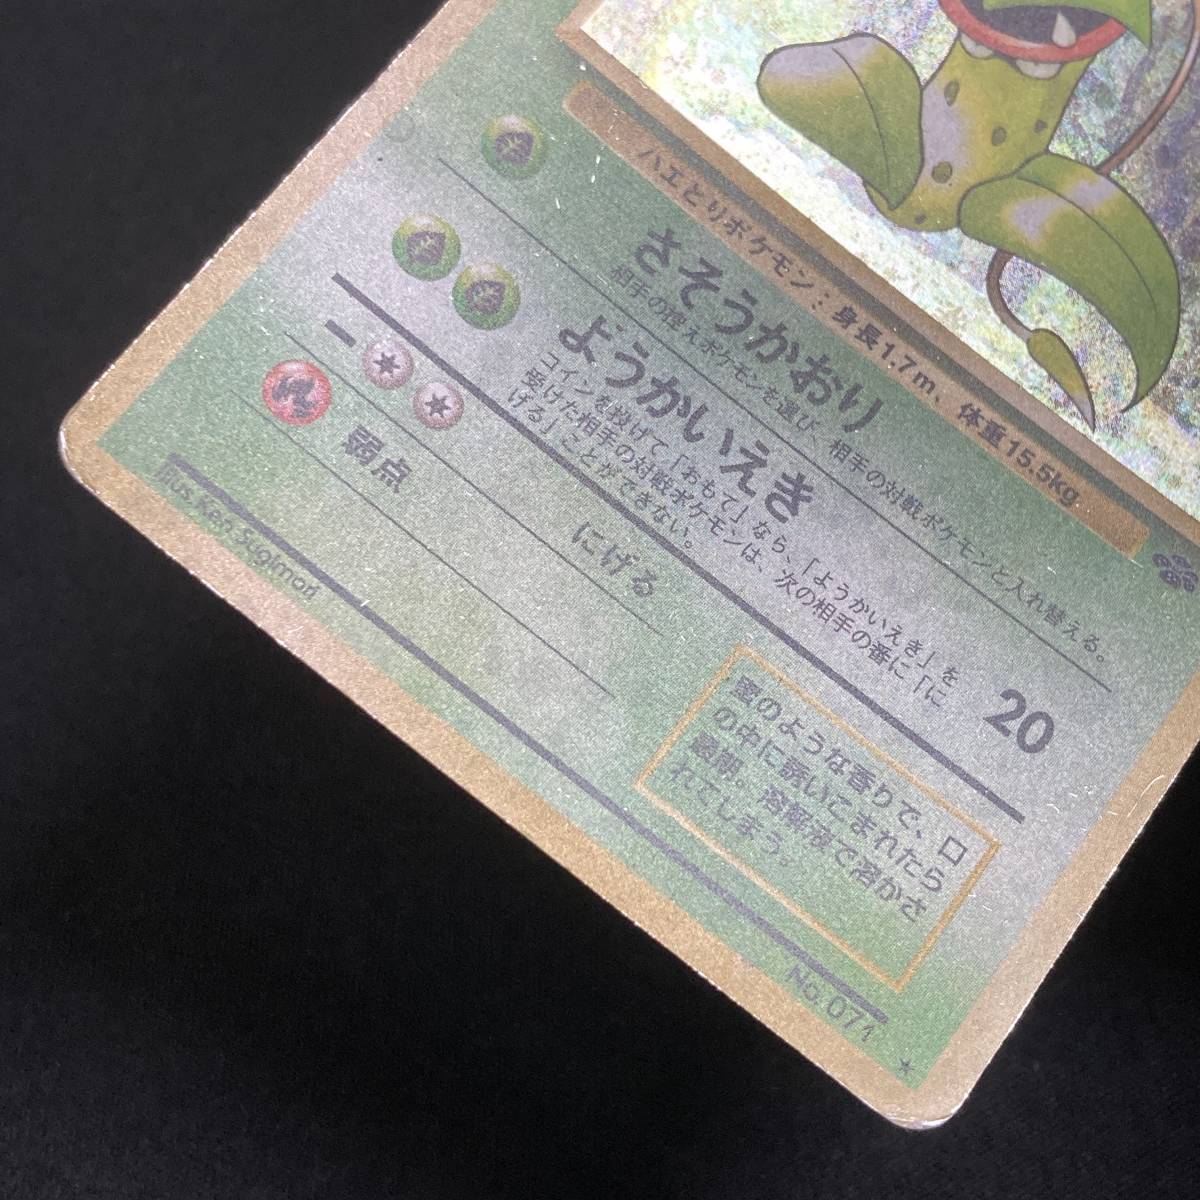 ハエとりポケモン：身長1.7m、体重15.5kg
さそうかおり
相手の控えポケモンを選び、相手の対戦ポケモンと入れ替える。
ようかいえき 20
コインを投げて「おもて」なら、「ようかいえき」を
受けた相手の対戦ポケモンは、次の相手の番に「に
げる」ことができない。
にげる
弱点
蜜のような香りで、口
の中に誘いこまれたら
最期。溶解液で溶かさ
れてしまう。
Illus. Ken Sugimori
No.071